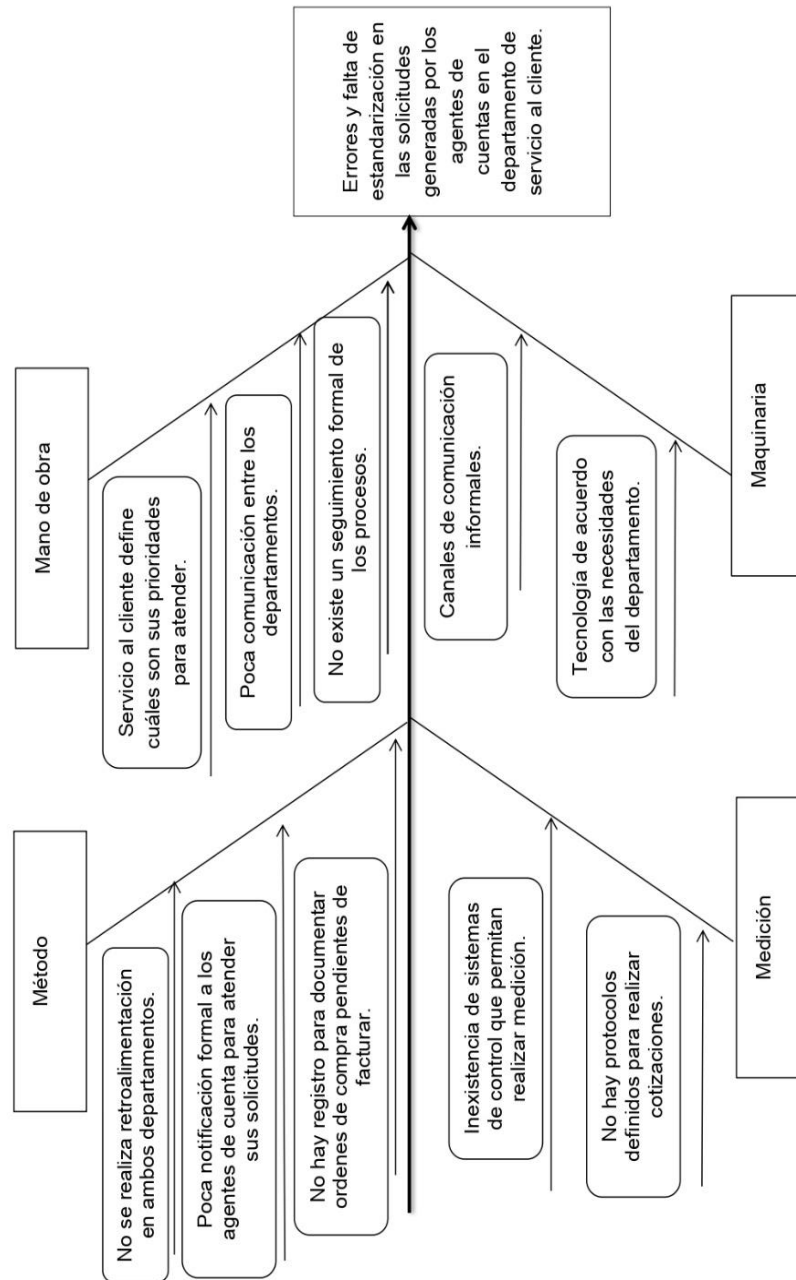 Método
Mano de obra
No se realiza retroalimentación
en ambos departamentos.
Poca notificación formal a los
agentes de cuenta para atender
sus solicitudes.
No hay registro para documentar
ordenes de compra pendientes de
facturar.
Servicio al cliente define
cuáles son sus prioridades
para atender.
Poca comunicación entre los
departamentos.
No existe un seguimiento formal de
los procesos.
Errores y falta de
estandarización en
las solicitudes
generadas por los
agentes de
cuentas en el
departamento de
servicio al cliente.
Inexistencia de sistemas
de control que permitan
realizar medición.
No hay protocolos
definidos para realizar
cotizaciones.
Canales de comunicación
informales.
Tecnología de acuerdo
con las necesidades
del departamento.
Medición
Maquinaria